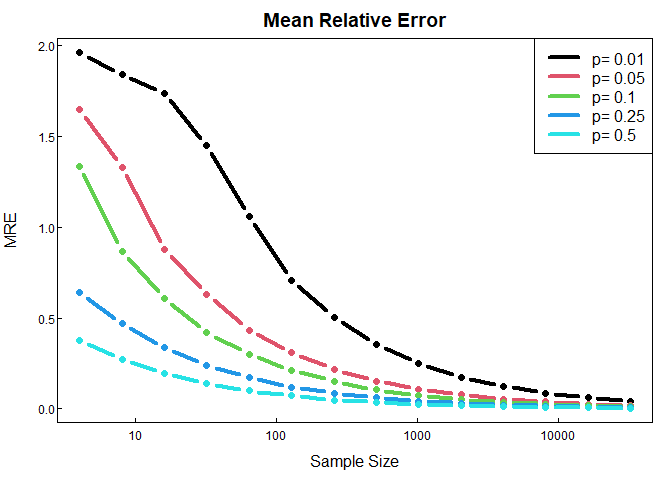 Mean Relative Error
p= 0.01
p= 0.05
p= 0.1
p= 0.25
p= 0.5
2.0
1.5
1.0
0.5
0.0
MRE
10 100 1000 10000
Sample Size